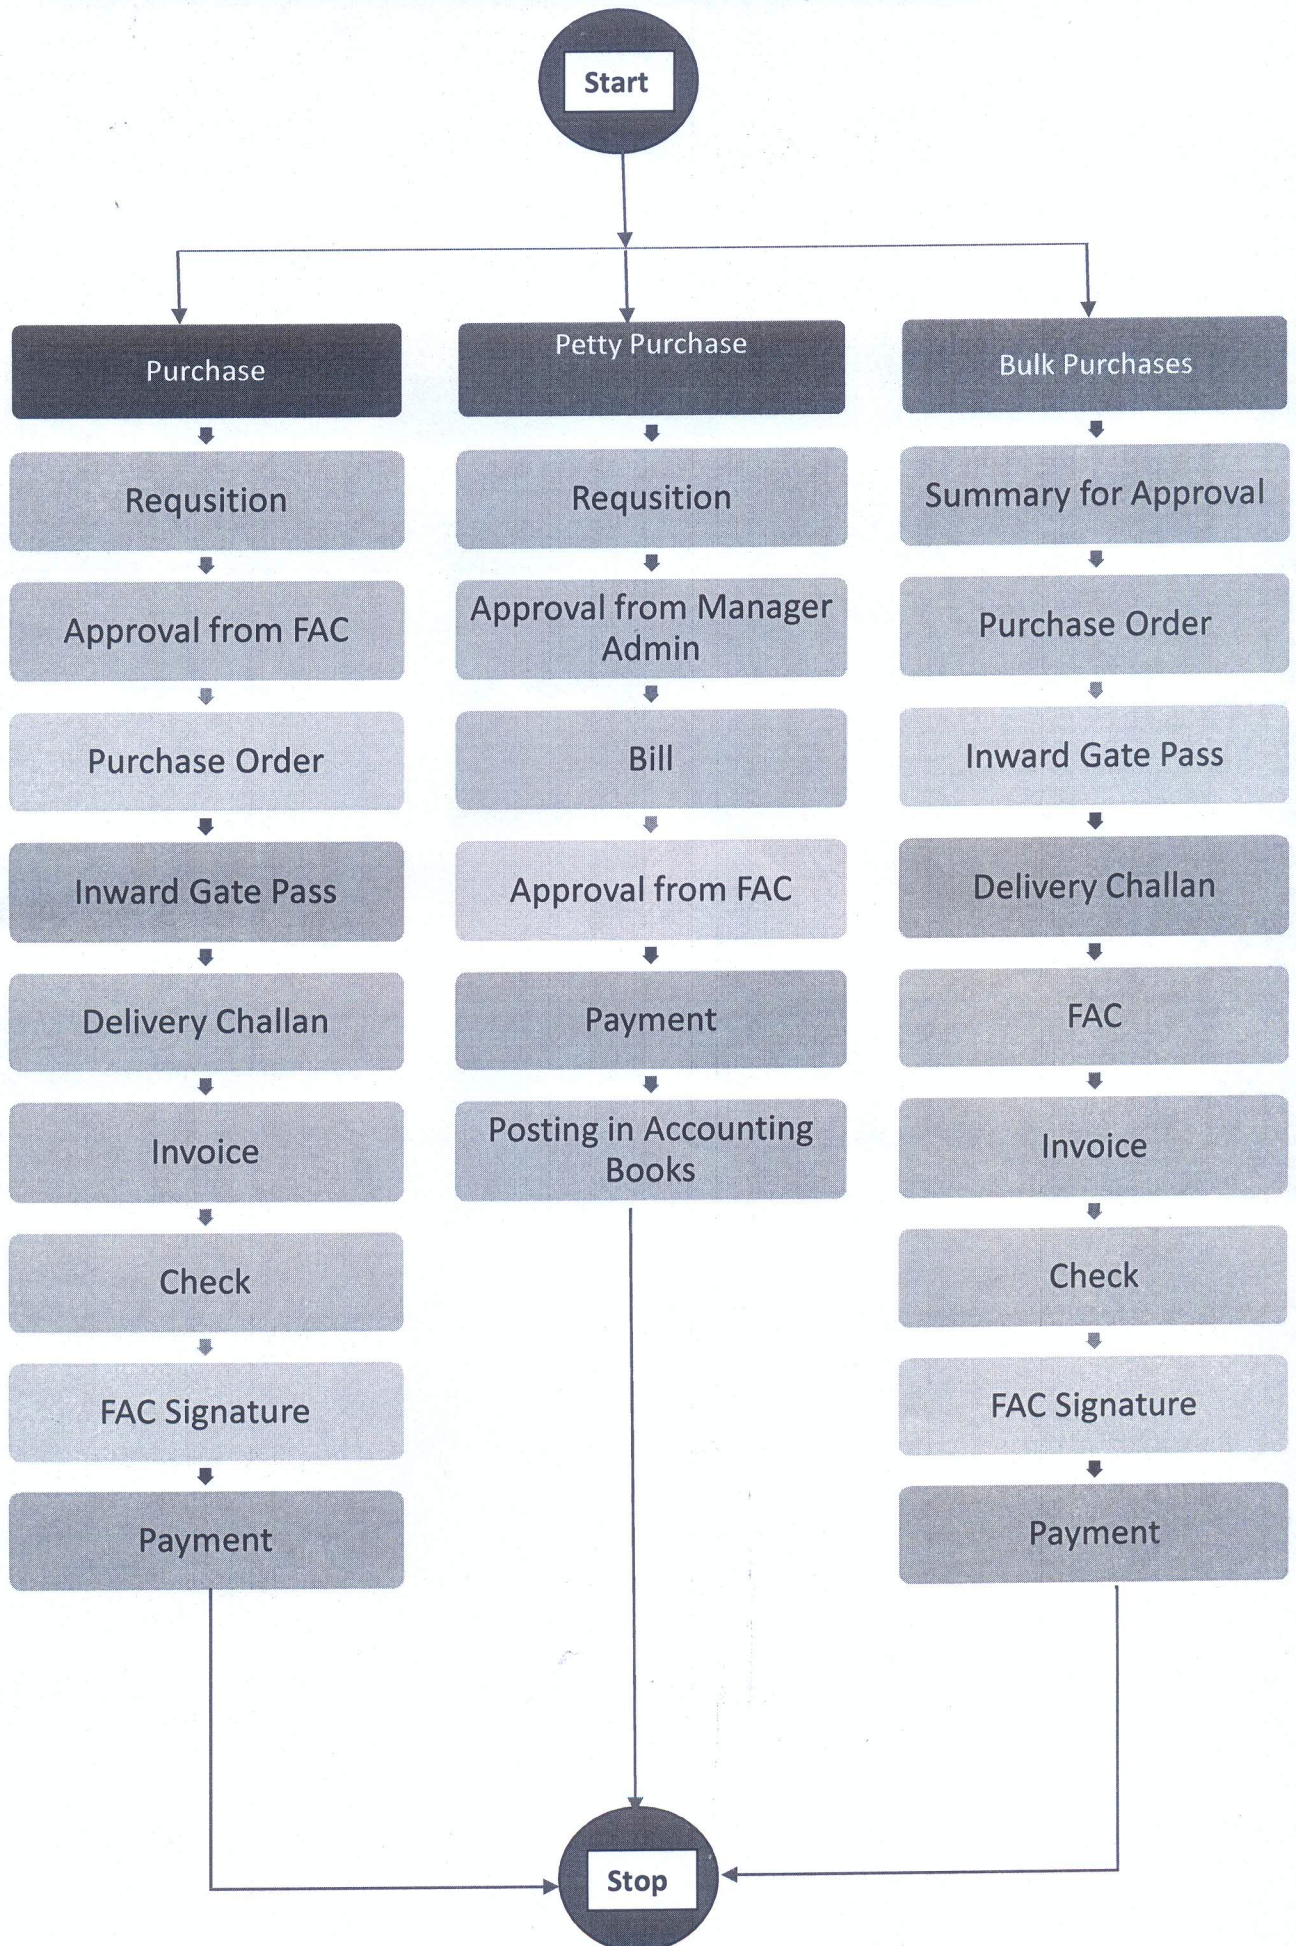 Start
Purchase
Requsition
Approval from FAC
Purchase Order
Inward Gate Pass
Delivery Challan
Invoice
Check
FAC Signature
Payment
Petty Purchase
Requsition
Approval from Manager
Admin
Bill
Approval from FAC
Payment
Posting in Accounting
Books
Bulk Purchases
Summary for Approval
Purchase Order
Inward Gate Pass
Delivery Challan
FAC
Invoice
Check
FAC Signature
Payment
Stop